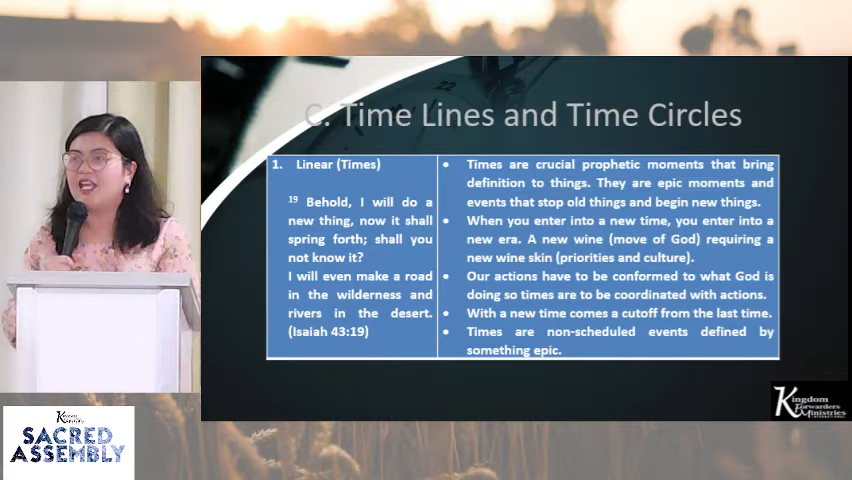 C. Time Lines and Time Circles
1. Linear (Times)
19 Behold, I will do a
new thing, now it shall
spring forth; shall you
not know it?
I will even make a road
in the wilderness and
rivers in the desert.
(Isaiah 43:19)
• Times are crucial prophetic moments that bring
definition to things. They are epic moments and
events that stop old things and begin new things.
• When you enter into a new time, you enter into a
new era. A new wine (move of God) requiring a
new wine skin (priorities and culture).
• Our actions have to be conformed to what God is
doing so times are to be coordinated with actions.
• With a new time comes a cutoff from the last time.
• Times are non-scheduled events defined by
something epic.
22
Kingdom
Forwarders
Ministries
SACRED
ASSEMBLY